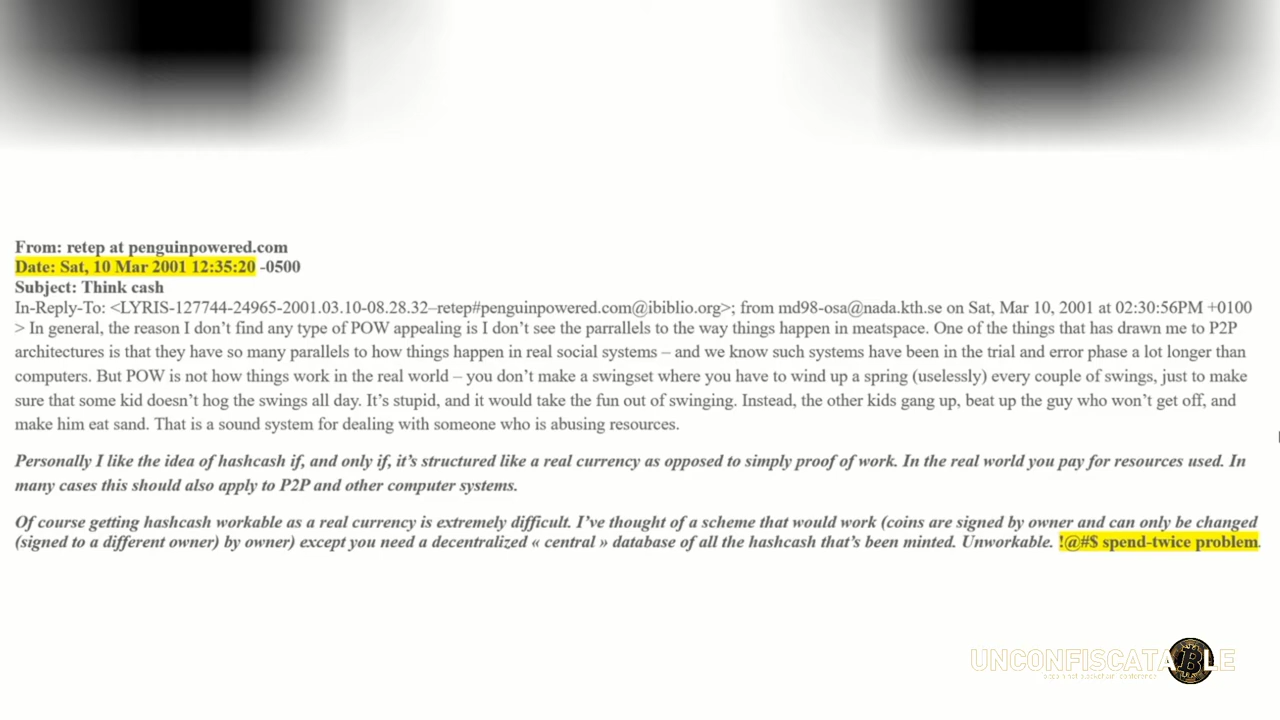 From: retep at penguinpowered.com
Date: Sat, 10 Mar 2001 12:35:20 -0500
Subject: Think cash
In-Reply-To: <LYRIS-127744-24965-2001.03.10-08.28.32–retep#penguinpowered.com@ibiblio.org>; from md98-osa@nada.kth.se on Sat, Mar 10, 2001 at 02:30:56PM +0100
> In general, the reason I don’t find any type of POW appealing is I don’t see the parrallels to the way things happen in meatspace. One of the things that has drawn me to P2P
architectures is that they have so many parallels to how things happen in real social systems – and we know such systems have been in the trial and error phase a lot longer than
computers. But POW is not how things work in the real world – you don’t make a swingset where you have to wind up a spring (uselessly) every couple of swings, just to make
sure that some kid doesn’t hog the swings all day. It’s stupid, and it would take the fun out of swinging. Instead, the other kids gang up, beat up the guy who won’t get off, and
make him eat sand. That is a sound system for dealing with someone who is abusing resources.
Personally I like the idea of hashcash if, and only if, it’s structured like a real currency as opposed to simply proof of work. In the real world you pay for resources used. In
many cases this should also apply to P2P and other computer systems.
Of course getting hashcash workable as a real currency is extremely difficult. I’ve thought of a scheme that would work (coins are signed by owner and can only be changed
(signed to a different owner) by owner) except you need a decentralized « central » database of all the hashcash that’s been minted. Unworkable. !@#$ spend-twice problem.
UNCONFISCATABLE